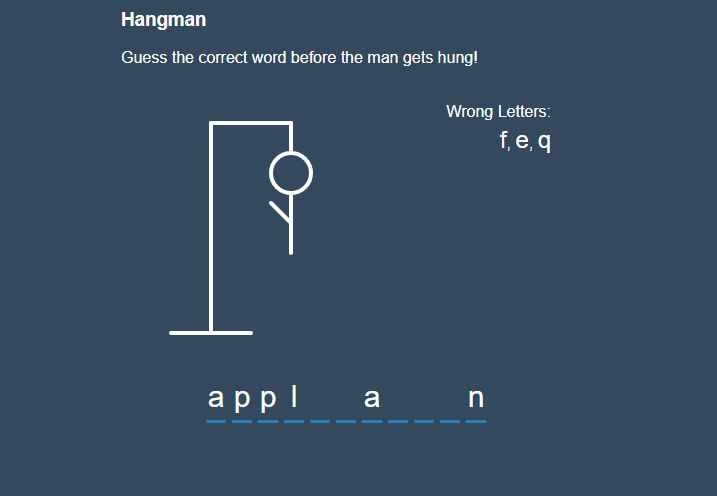 Hangman
Guess the correct word before the man gets hung!
Wrong Letters:
f, e, q
a p p l _ _ a _ _ _ n